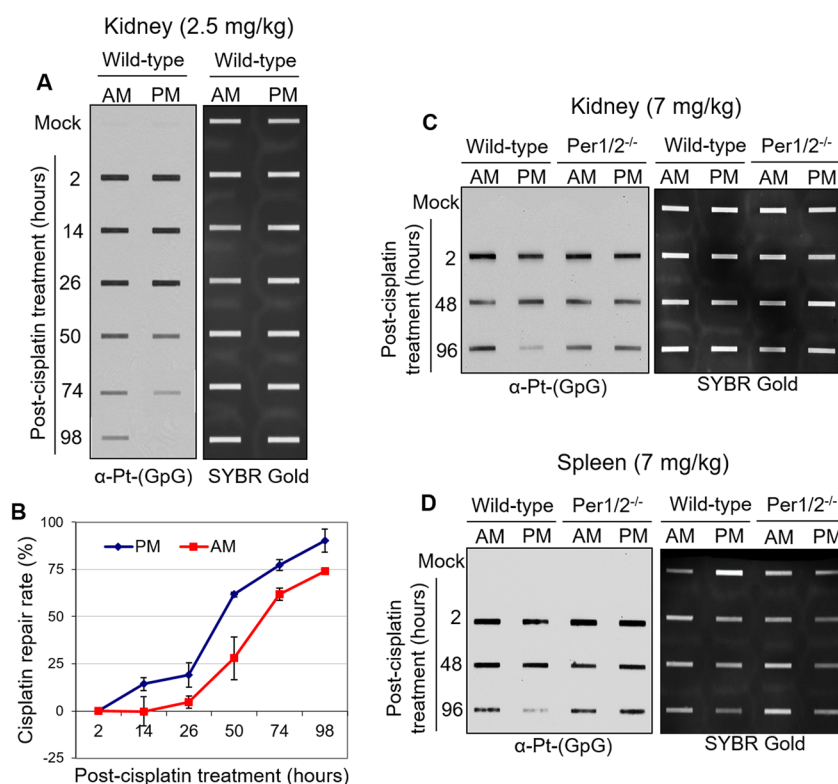 Kidney (2.5 mg/kg)
Wild-type Wild-type
A
AM PM AM PM
Mock
2
14
26
50
74
98
Post-cisplatin treatment (hours)
α-Pt-(GpG) SYBR Gold
B
100
75
50
25
0
-25
PM AM
Cisplatin repair rate (%)
2 14 26 50 74 98
Post-cisplatin treatment (hours)
Kidney (7 mg/kg)
C
Wild-type Per1/2-/- Wild-type Per1/2-/-
AM PM AM PM AM PM AM PM
Mock
2
48
96
Post-cisplatin
treatment (hours)
α-Pt-(GpG) SYBR Gold
Spleen (7 mg/kg)
D
Wild-type Per1/2-/- Wild-type Per1/2-/-
AM PM AM PM AM PM AM PM
Mock
2
48
96
Post-cisplatin
treatment (hours)
α-Pt-(GpG) SYBR Gold